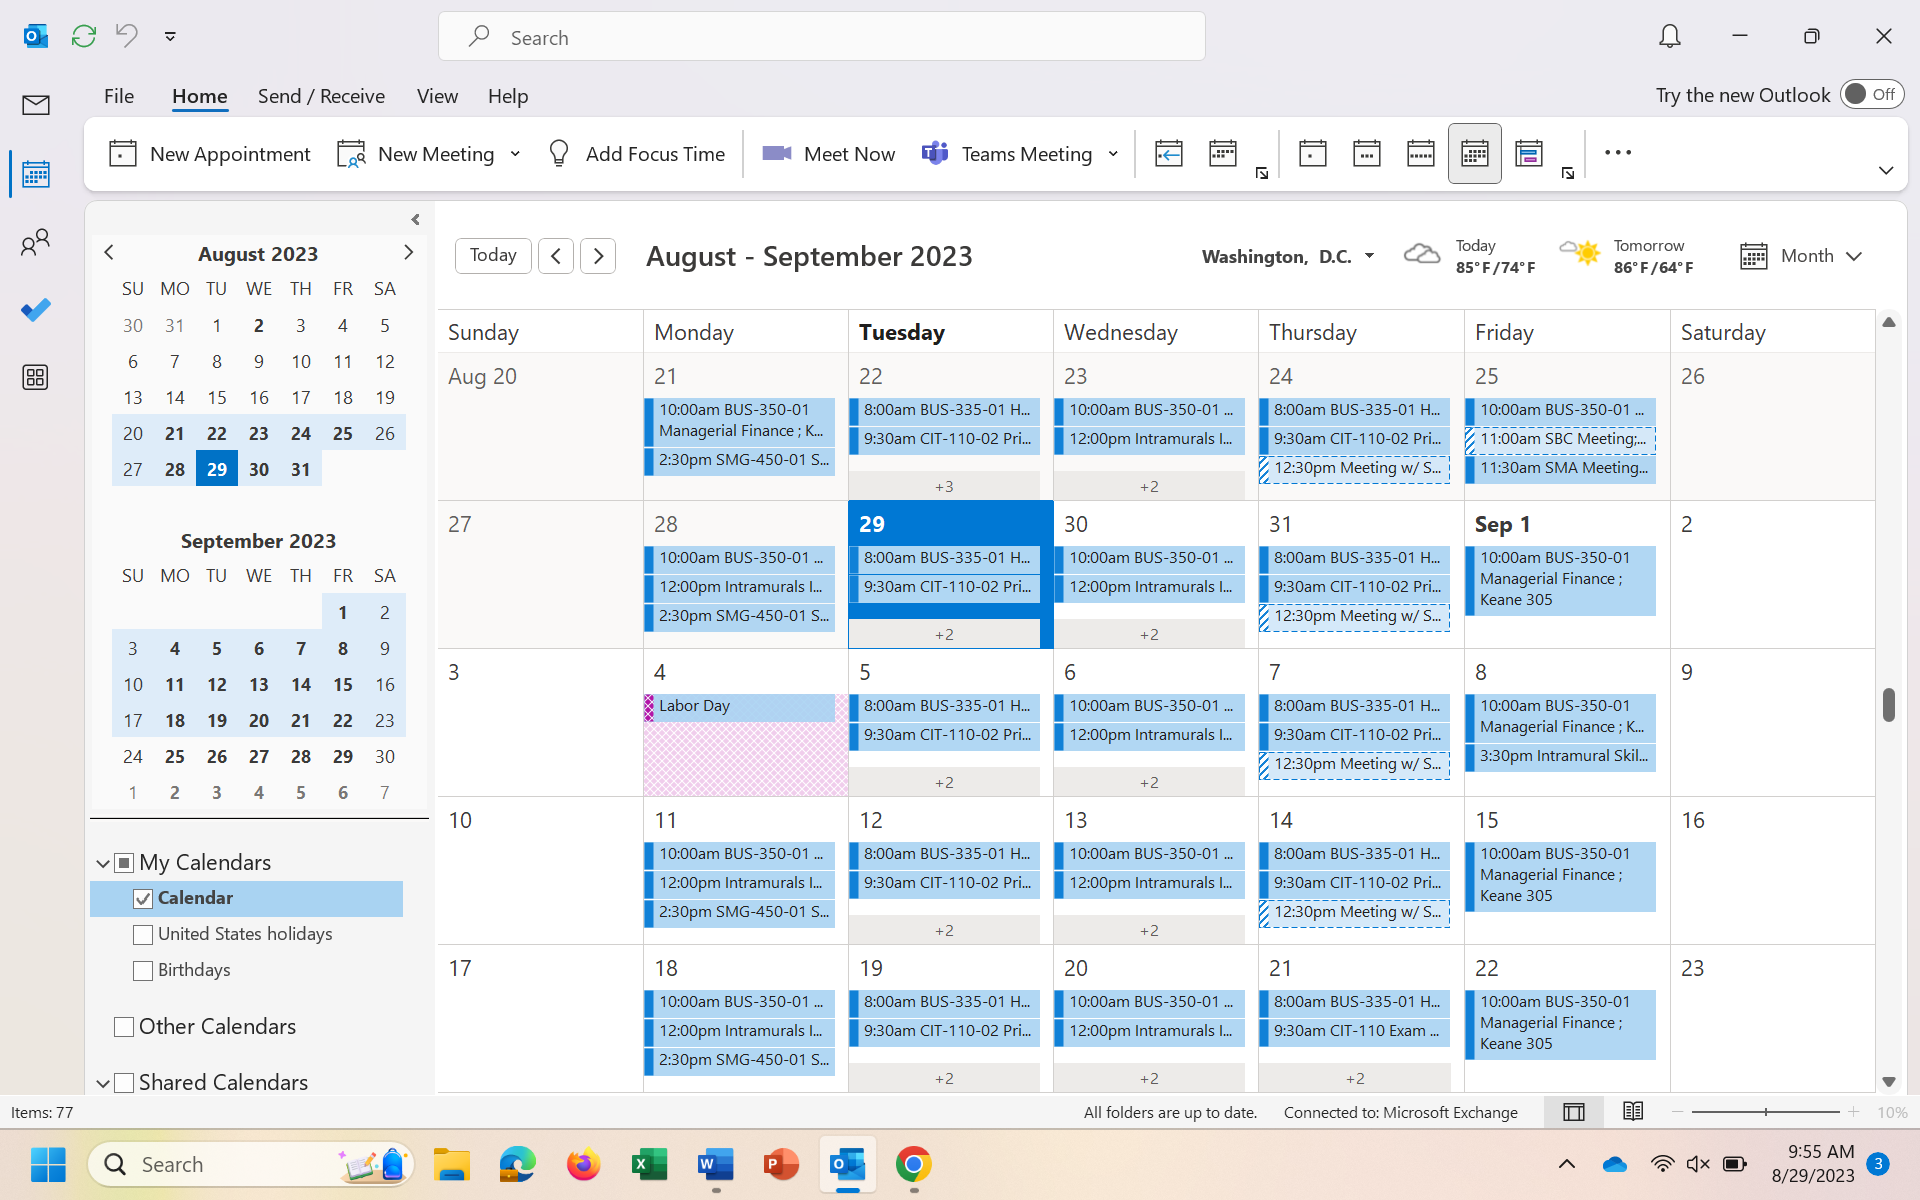 Search
File Home Send / Receive View Help
Try the new Outlook Off
New Appointment New Meeting Add Focus Time Meet Now Teams Meeting
August 2023
SU MO TU WE TH FR SA
30 31 1 2 3 4 5
6 7 8 9 10 11 12
13 14 15 16 17 18 19
20 21 22 23 24 25 26
27 28 29 30 31
September 2023
SU MO TU WE TH FR SA
1 2
3 4 5 6 7 8 9
10 11 12 13 14 15 16
17 18 19 20 21 22 23
24 25 26 27 28 29 30
1 2 3 4 5 6 7
My Calendars
Calendar
United States holidays
Birthdays
Other Calendars
Shared Calendars
Today
August - September 2023
Washington, D.C.
Today
85°F/74°F
Tomorrow
86°F/64°F
Month
Sunday Monday Tuesday Wednesday Thursday Friday Saturday
Aug 20
21
10:00am BUS-350-01
Managerial Finance ; K...
2:30pm SMG-450-01 S...
22
8:00am BUS-335-01 H...
9:30am CIT-110-02 Pri...
+3
23
10:00am BUS-350-01 ...
12:00pm Intramurals I...
+2
24
8:00am BUS-335-01 H...
9:30am CIT-110-02 Pri...
12:30pm Meeting w/ S...
25
10:00am BUS-350-01 ...
11:00am SBC Meeting;...
11:30am SMA Meeting...
26
27
28
10:00am BUS-350-01 ...
12:00pm Intramurals I...
2:30pm SMG-450-01 S...
29
8:00am BUS-335-01 H...
9:30am CIT-110-02 Pri...
+2
30
10:00am BUS-350-01 ...
12:00pm Intramurals I...
+2
31
8:00am BUS-335-01 H...
9:30am CIT-110-02 Pri...
12:30pm Meeting w/ S...
Sep 1
10:00am BUS-350-01
Managerial Finance ;
Keane 305
2
3
4
Labor Day
5
8:00am BUS-335-01 H...
9:30am CIT-110-02 Pri...
+2
6
10:00am BUS-350-01 ...
12:00pm Intramurals I...
+2
7
8:00am BUS-335-01 H...
9:30am CIT-110-02 Pri...
12:30pm Meeting w/ S...
8
10:00am BUS-350-01
Managerial Finance ; K...
3:30pm Intramural Skil...
9
10
11
10:00am BUS-350-01 ...
12:00pm Intramurals I...
2:30pm SMG-450-01 S...
12
8:00am BUS-335-01 H...
9:30am CIT-110-02 Pri...
+2
13
10:00am BUS-350-01 ...
12:00pm Intramurals I...
+2
14
8:00am BUS-335-01 H...
9:30am CIT-110-02 Pri...
12:30pm Meeting w/ S...
15
10:00am BUS-350-01
Managerial Finance ;
Keane 305
16
17
18
10:00am BUS-350-01 ...
12:00pm Intramurals I...
2:30pm SMG-450-01 S...
19
8:00am BUS-335-01 H...
9:30am CIT-110-02 Pri...
+2
20
10:00am BUS-350-01 ...
12:00pm Intramurals I...
+2
21
8:00am BUS-335-01 H...
9:30am CIT-110 Exam ...
+2
22
10:00am BUS-350-01
Managerial Finance ;
Keane 305
23
Items: 77 All folders are up to date. Connected to: Microsoft Exchange 10%
Search
9:55 AM
8/29/2023
3